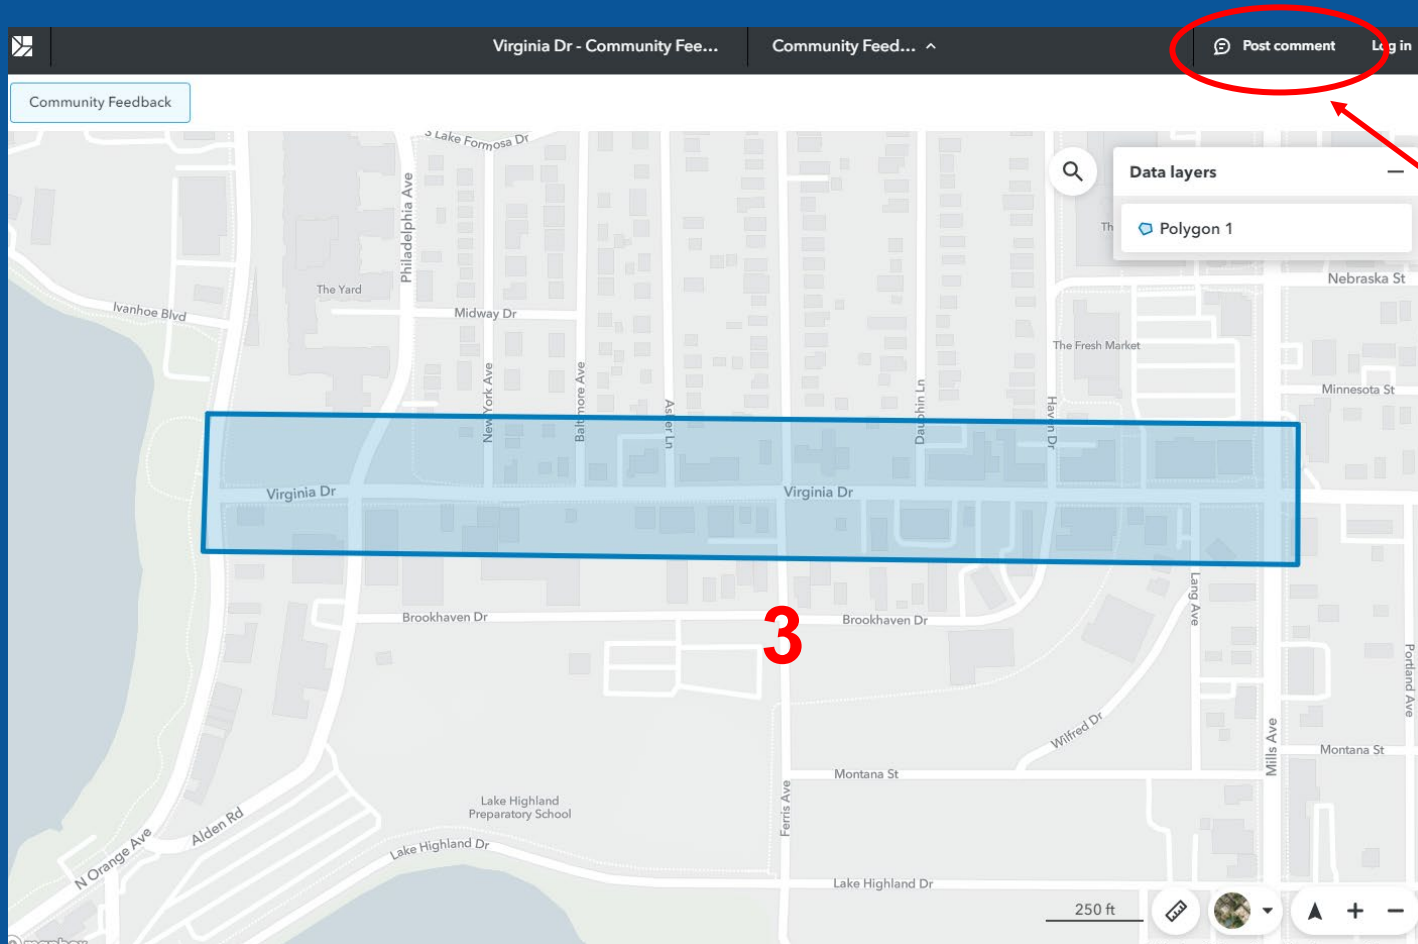 Virginia Dr - Community Fee...
Community Feed...
Post comment
Log in
Community Feedback
S Lake Formosa Dr
Data layers
Polygon 1
Philadelphia Ave
The Yard
Ivanhoe Blvd
Midway Dr
Th
Nebraska St
The Fresh Market
Minnesota St
New York Ave
Baltimore Ave
Aster Ln
Dauphin Ln
Haven Dr
Virginia Dr
Virginia Dr
Brookhaven Dr
3
Brookhaven Dr
Lang Ave
Portland Ave
Wilfred Dr
Mills Ave
Montana St
Montana St
Lake Highland
Preparatory School
Ferris Ave
Alden Rd
N Orange Ave
Lake Highland Dr
Lake Highland Dr
250 ft
mapbox